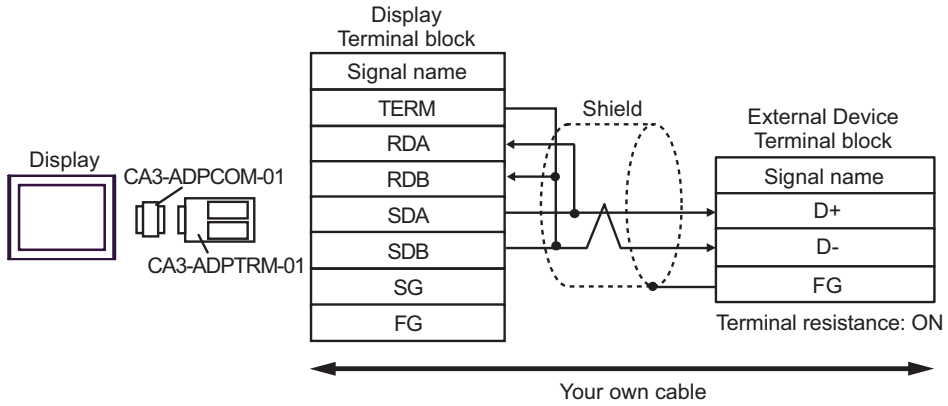 Display
Terminal block
Signal name
TERM
RDA
RDB
SDA
SDB
SG
FG
Shield
External Device
Terminal block
Signal name
D+
D-
FG
Terminal resistance: ON
Display
CA3-ADPCOM-01
CA3-ADPTRM-01
Your own cable